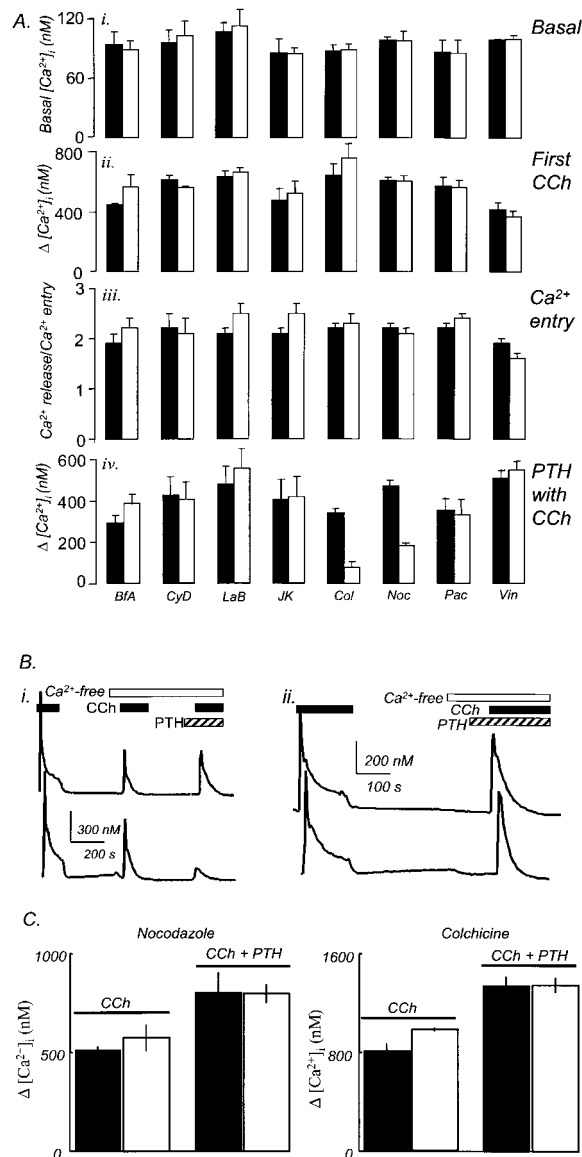 A.
i.
Basal
Basal [Ca²⁺]ᵢ (nM)
120
60
0
ii.
First CCh
Δ [Ca²⁺]ᵢ (nM)
800
400
0
iii.
Ca²⁺ entry
Ca²⁺ release/Ca²⁺ entry
3
2
1
0
iv.
PTH with CCh
Δ [Ca²⁺]ᵢ (nM)
600
400
200
0
BfA CyD LaB JK Col Noc Pac Vin
B.
i.
Ca²⁺-free
CCh
PTH
300 nM
200 s
ii.
Ca²⁺-free
CCh
PTH
200 nM
100 s
C.
Nocodazole
CCh + PTH
CCh
Δ [Ca²⁺]ᵢ (nM)
1000
500
0
Colchicine
CCh + PTH
CCh
Δ [Ca²⁺]ᵢ (nM)
1600
800
0